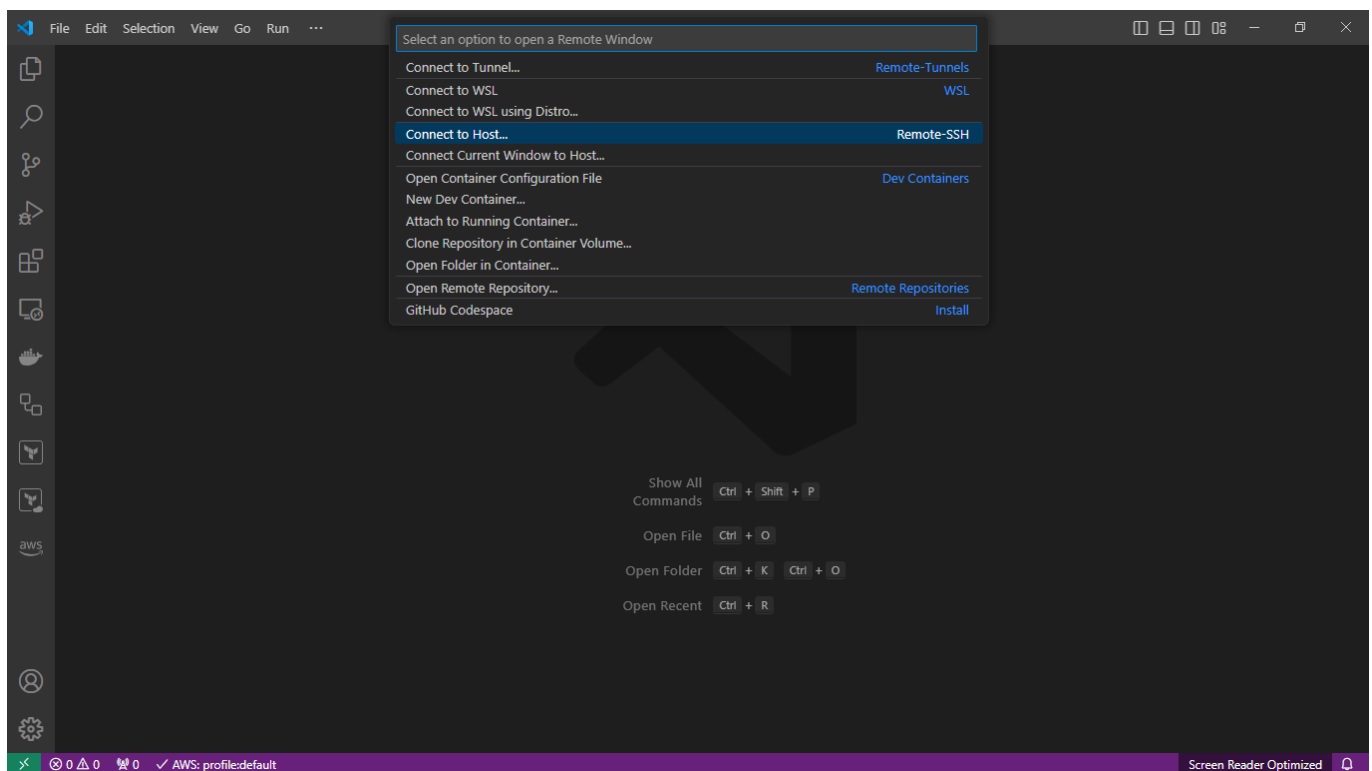 File Edit Selection View Go Run ...
Select an option to open a Remote Window
Connect to Tunnel... Remote-Tunnels
Connect to WSL WSL
Connect to WSL using Distro...
Connect to Host... Remote-SSH
Connect Current Window to Host...
Open Container Configuration File Dev Containers
New Dev Container...
Attach to Running Container...
Clone Repository in Container Volume...
Open Folder in Container...
Open Remote Repository... Remote Repositories
GitHub Codespace Install
Show All
Commands Ctrl + Shift + P
Open File Ctrl + O
Open Folder Ctrl + K Ctrl + O
Open Recent Ctrl + R
aws
0 0 0 AWS: profile:default Screen Reader Optimized